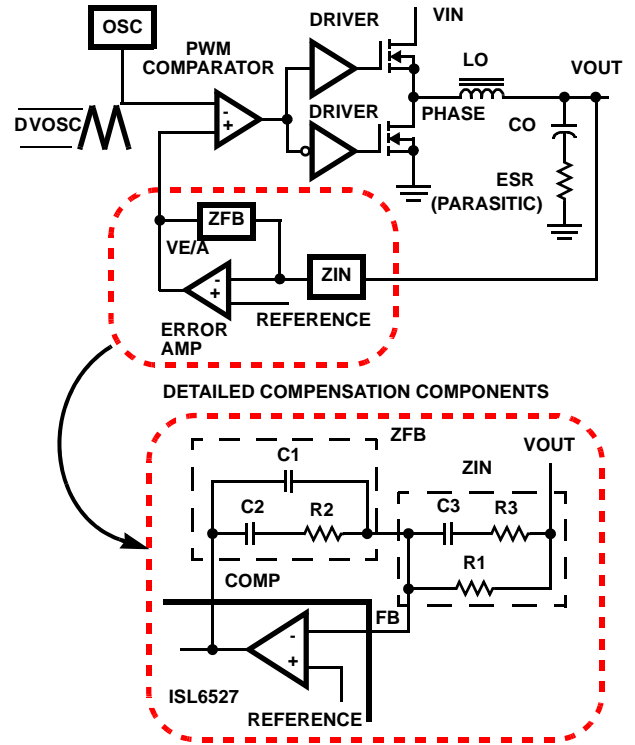 OSC
DRIVER
VIN
PWM
COMPARATOR
LO
VOUT
DRIVER
DVOSC
-
+
PHASE
CO
ESR
(PARASITIC)
ZFB
VE/A
ZIN
-
+
REFERENCE
ERROR
AMP
DETAILED COMPENSATION COMPONENTS
ZFB
VOUT
C1
ZIN
C2
R2
C3
R3
R1
COMP
FB
-
+
ISL6527
REFERENCE